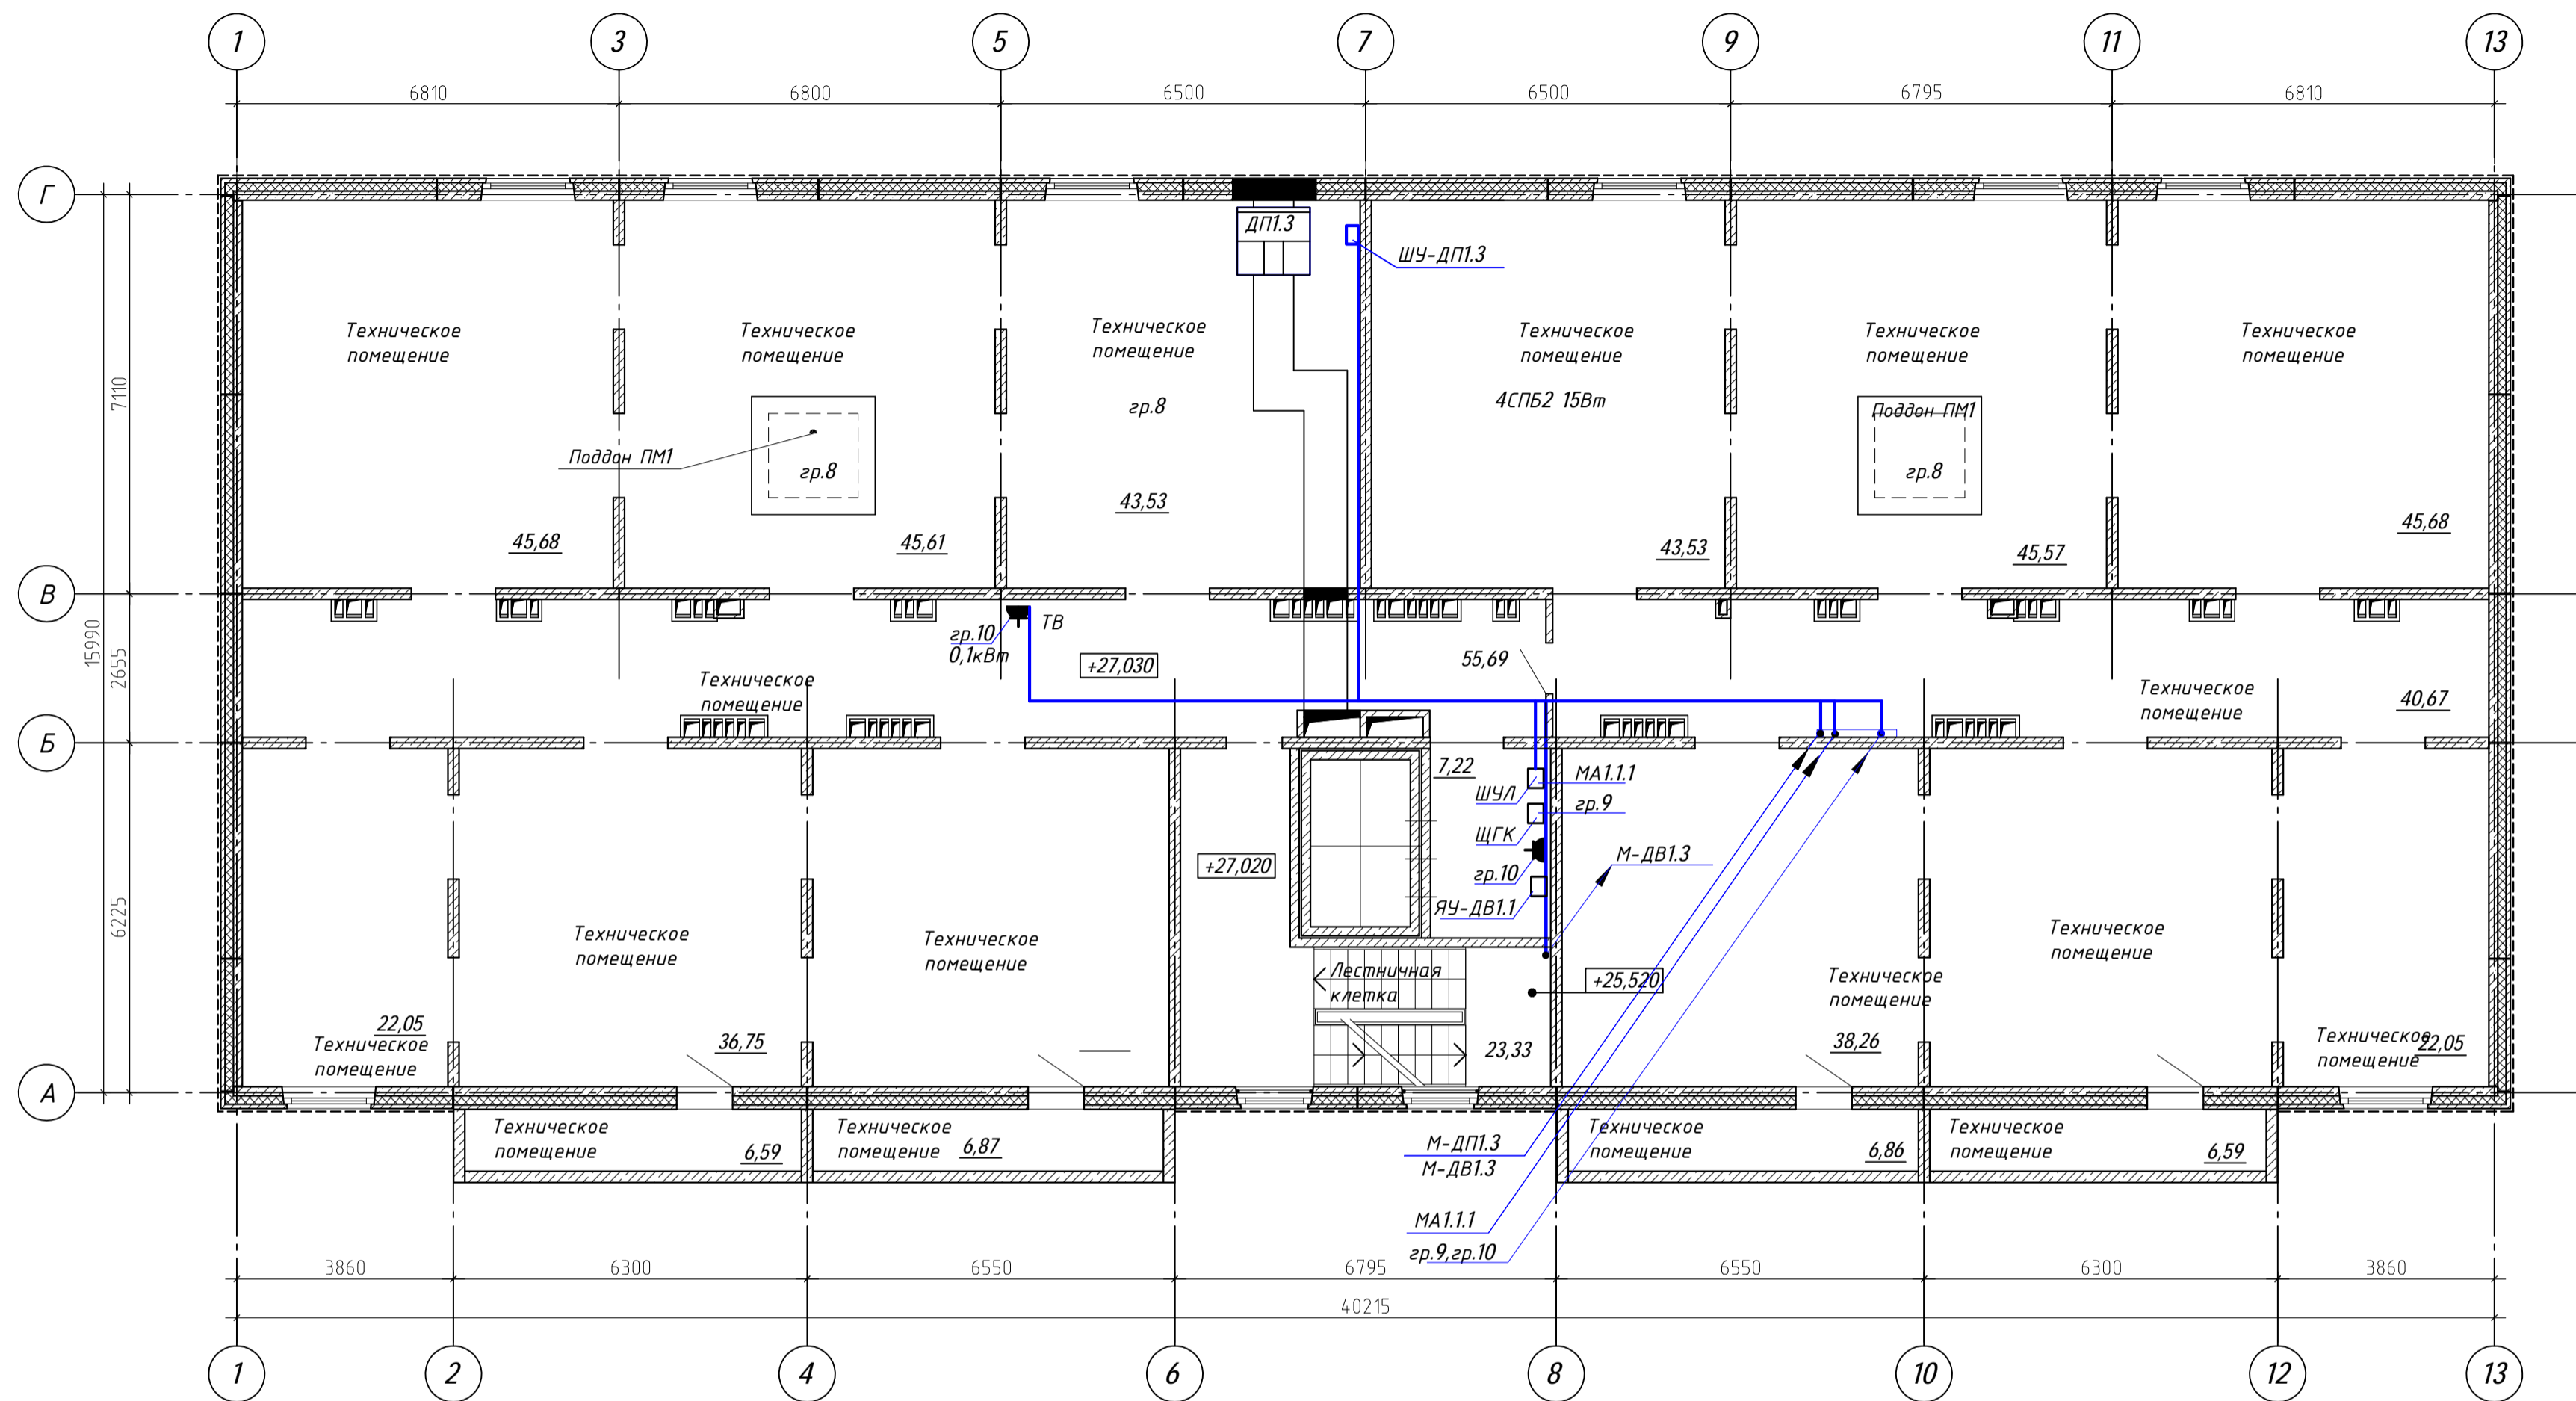 1
3
5
7
9
11
13
6810
6800
6500
6500
6795
6810
Г
ДП1.3
ШУ-ДП1.3
Техническое
помещение
Техническое
помещение
Техническое
помещение
Техническое
помещение
Техническое
помещение
Техническое
помещение
7110
гр.8
4СПБ2 15Вт
Поддон ПМ1
Поддон ПМ1
гр.8
гр.8
43,53
45,68
45,61
43,53
45,57
45,68
В
гр.10
0,1кВт
ТВ
15990
2655
+27,030
55,69
Техническое
помещение
Техническое
помещение
40,67
Б
7,22
МА1.1.1
ШУЛ
гр.9
ЩГК
М-ДВ1.3
+27,020
гр.10
ЯУ-ДВ1.1
6225
Техническое
помещение
Техническое
помещение
Техническое
помещение
Лестничная
клетка
+25,520
Техническое
помещение
22,05
36,75
23,33
38,26
Техническое
помещение
Техническое
помещение
22,05
А
Техническое
помещение
6,59
Техническое
помещение
6,87
М-ДП1.3
М-ДВ1.3
Техническое
помещение
6,86
Техническое
помещение
6,59
МА1.1.1
гр.9,гр.10
3860
6300
6550
6795
6550
6300
3860
40215
1
2
4
6
8
10
12
13